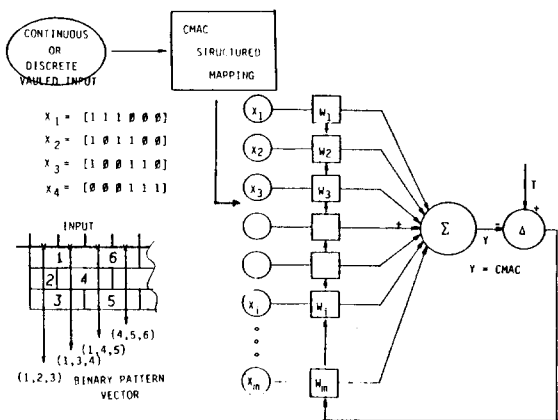 CONTINUOUS
OR
DISCRETE
VAULED INPUT
CMAC
STRUCTURED
MAPPING
X1 = [1 1 1 0 0 0]
X2 = [1 0 1 1 0 0]
X3 = [1 0 0 1 1 0]
X4 = [0 0 0 1 1 1]
X1 W1
X2 W2
X3 W3
Xi Wi
Xm Wm
+
Σ
Y
-
Y
+
Δ
Y = CMAC
INPUT
1 6
2 4
3 5
(4,5,6)
(1,4,5)
(1,3,4)
(1,2,3)
BINARY PATTERN
VECTOR